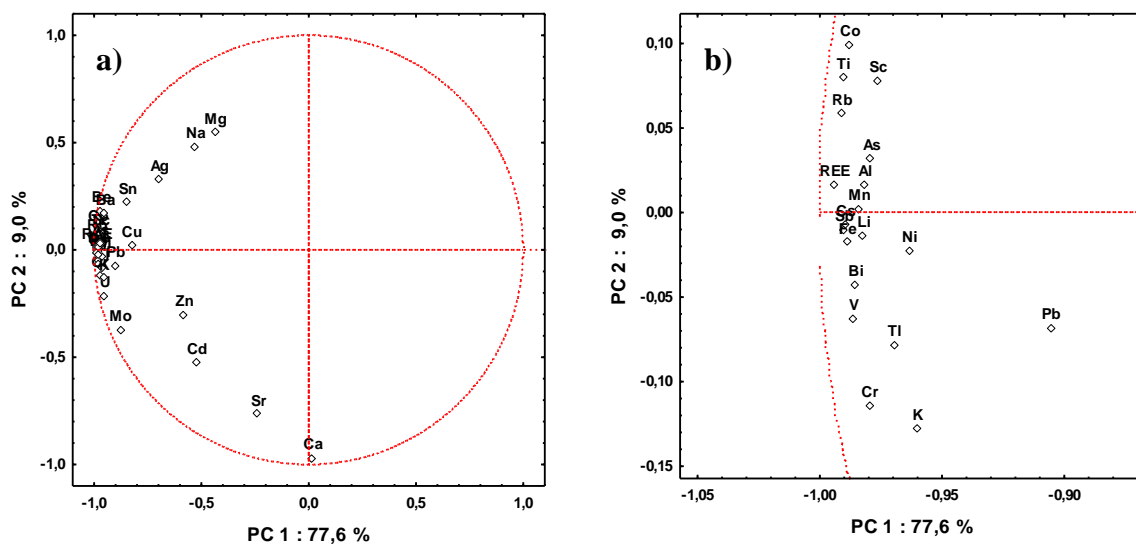 a)
1,0
0,5
0,0
-0,5
-1,0
PC 2 : 9,0 %
Mg
Na
Ag
Sn
Be
Ba
Cu
Pb
K
U
Mo
Zn
Cd
Sr
Ca
-1,0
-0,5
0,0
0,5
1,0
PC 1 : 77,6 %
b)
0,10
0,05
0,00
-0,05
-0,10
-0,15
PC 2 : 9,0 %
Co
Ti
Sc
Rb
As
REE
Al
Mn
Cs
Sb
Li
Fe
Ni
Bi
V
Tl
Pb
Cr
K
-1,05
-1,00
-0,95
-0,90
PC 1 : 77,6 %